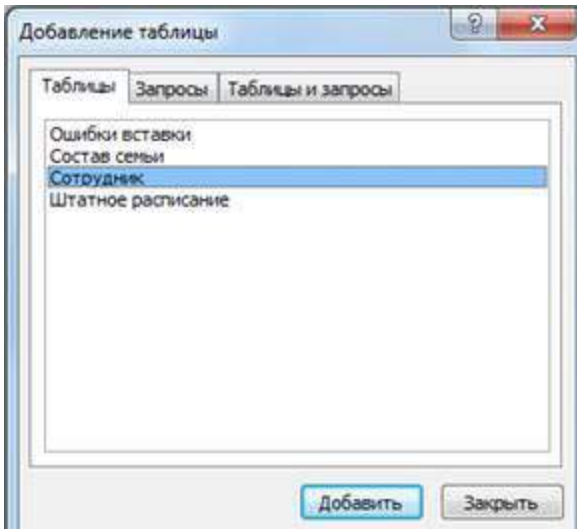 Добавление таблицы
Таблицы Запросы Таблицы и запросы
Ошибки вставки
Состав семьи
Сотрудник
Штатное расписание
Добавить Закрыть